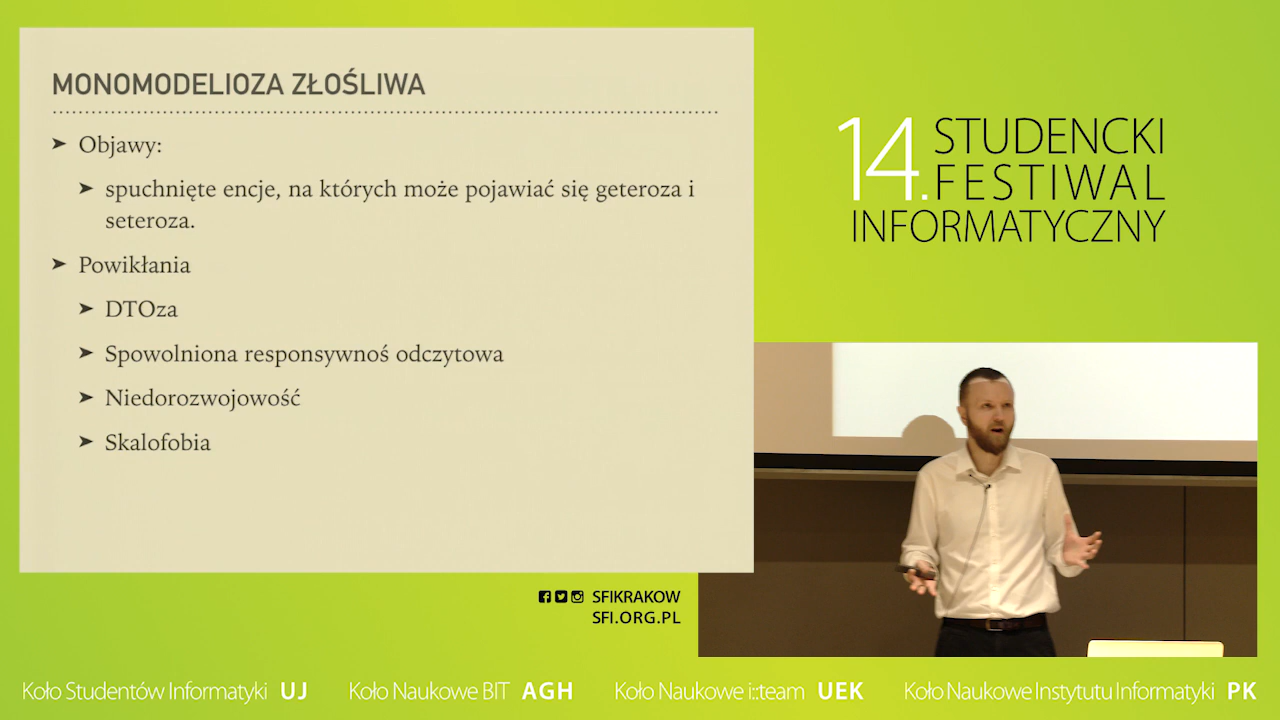 MONOMODELIOZA ZŁOŚLIWA
➤ Objawy:
➤ spuchnięte encje, na których może pojawiać się geteroza i
seteroza.
➤ Powikłania
➤ DTOza
➤ Spowolniona responsywnoś odczytowa
➤ Niedorozwojowość
➤ Skalofobia
14. STUDENCKI
FESTIWAL
INFORMATYCZNY
SFIKRAKOW
SFI.ORG.PL
Koło Studentów Informatyki UJ Koło Naukowe BIT AGH Koło Naukowe i::team UEK Koło Naukowe Instytutu Informatyki PK